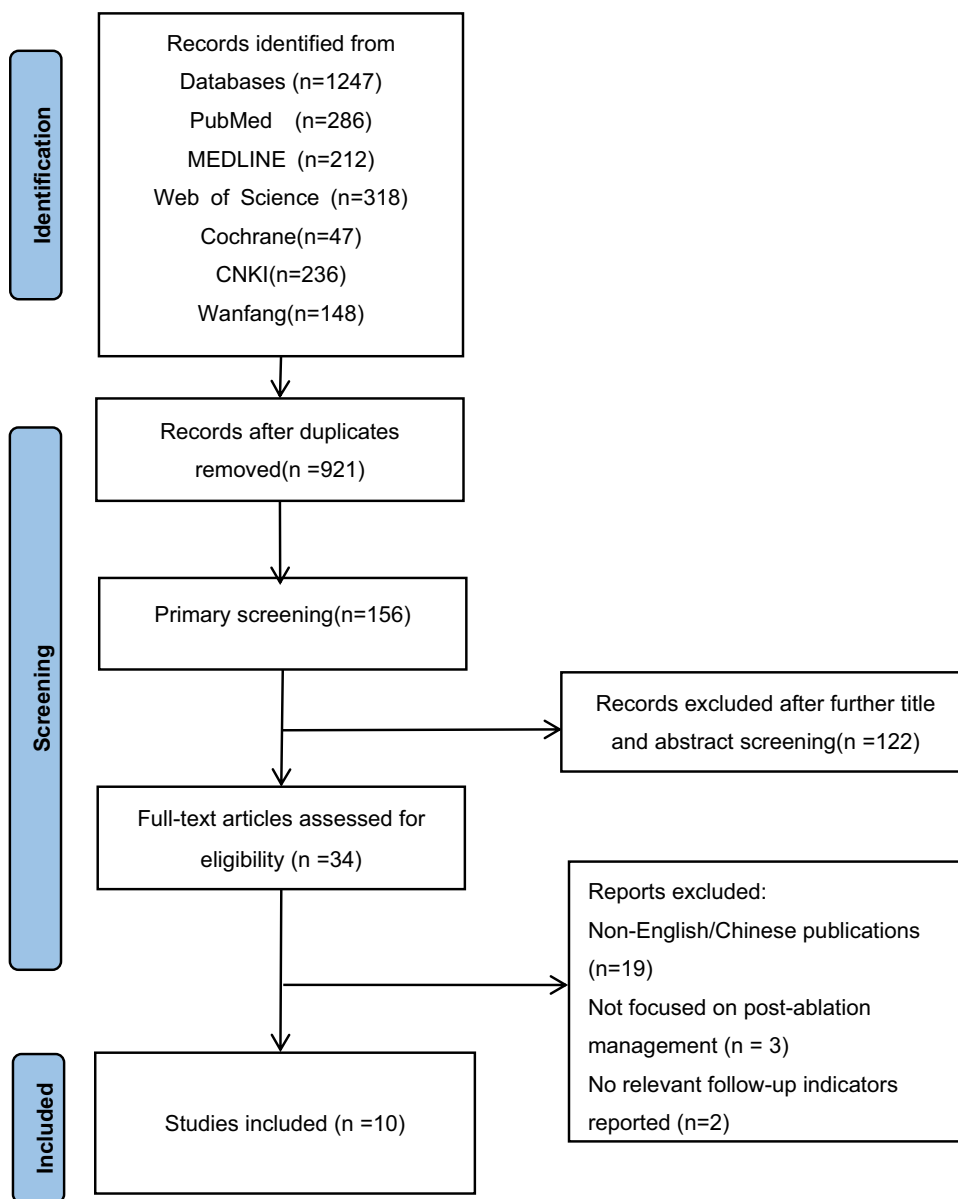 Identification
Records identified from
Databases (n=1247)
PubMed (n=286)
MEDLINE (n=212)
Web of Science (n=318)
Cochrane(n=47)
CNKI(n=236)
Wanfang(n=148)
Screening
Records after duplicates
removed(n =921)
Primary screening(n=156)
Records excluded after further title
and abstract screening(n =122)
Full-text articles assessed for
eligibility (n =34)
Reports excluded:
Non-English/Chinese publications
(n=19)
Not focused on post-ablation
management (n = 3)
No relevant follow-up indicators
reported (n=2)
Included
Studies included (n =10)